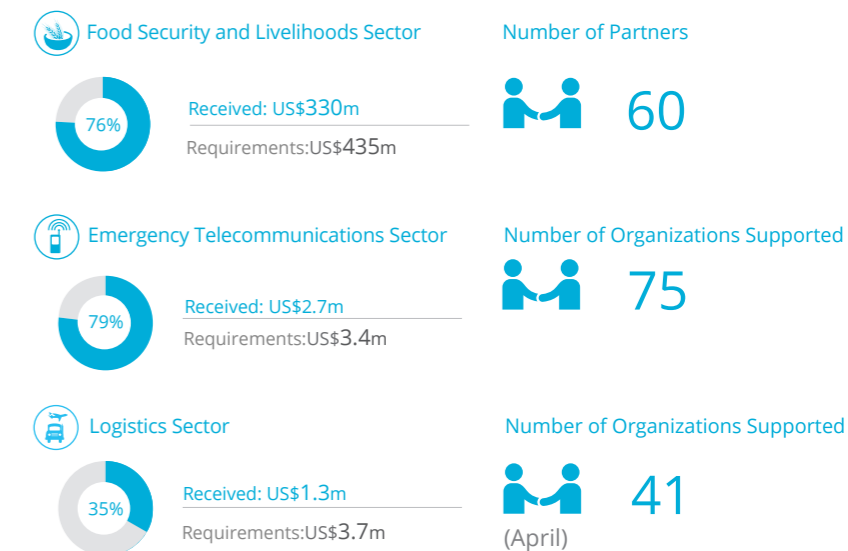 Food Security and Livelihoods Sector
Number of Partners
76%
Received: US$330m
Requirements:US$435m
60
Emergency Telecommunications Sector
Number of Organizations Supported
79%
Received: US$2.7m
Requirements:US$3.4m
75
Logistics Sector
Number of Organizations Supported
35%
Received: US$1.3m
Requirements:US$3.7m
41
(April)